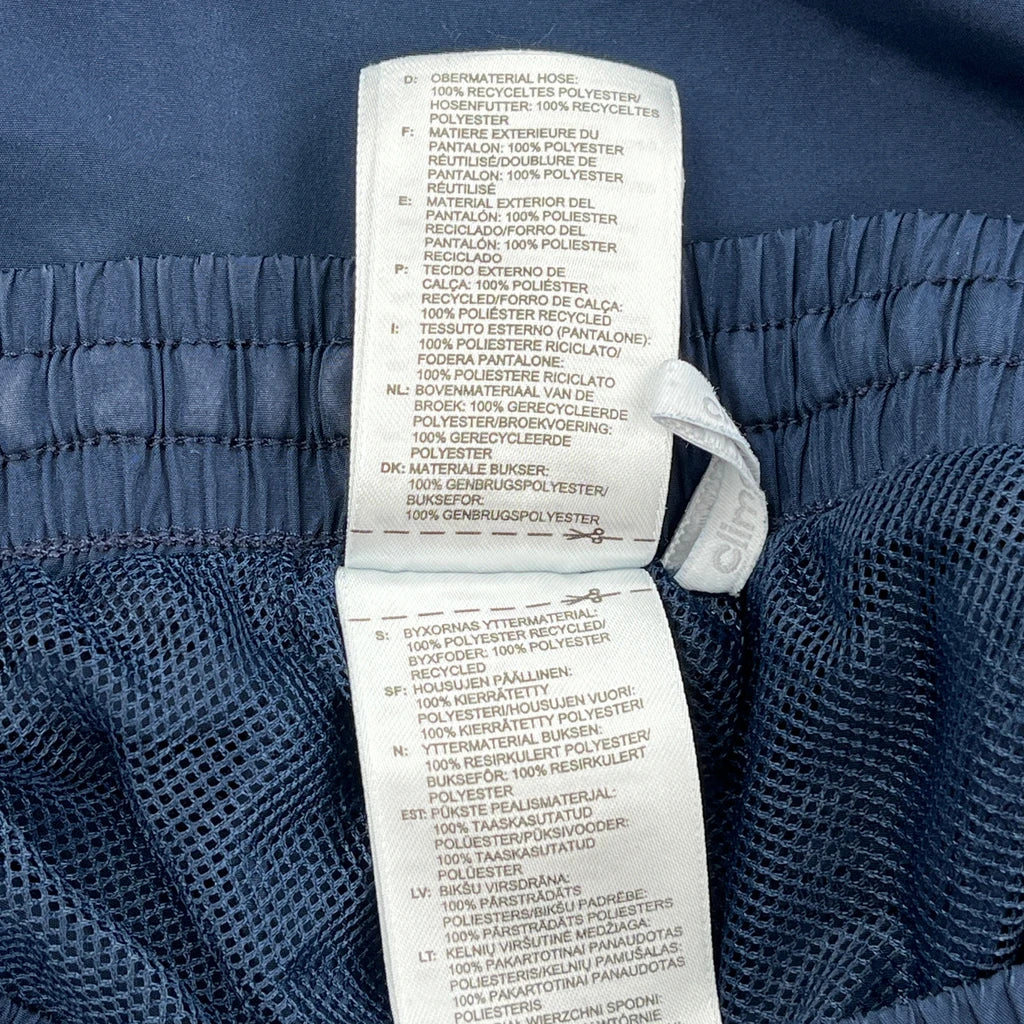 D: OBERMATERIAL HOSE:
100% RECYCELTES POLYESTER/
HOSENFUTTER: 100% RECYCELTES
POLYESTER
F: MATIERE EXTERIEURE DU
PANTALON: 100% POLYESTER
RÉUTILISÉ/DOUBLURE DE
PANTALON: 100% POLYESTER
RÉUTILISÉ
E: MATERIAL EXTERIOR DEL
PANTALÓN: 100% POLIESTER
RECICLADO/FORRO DEL
PANTALÓN: 100% POLIESTER
RECICLADO
P: TECIDO EXTERNO DE
CALÇA: 100% POLIÉSTER
RECYCLED/FORRO DE CALÇA:
100% POLIÉSTER RECYCLED
I: TESSUTO ESTERNO (PANTALONE):
100% POLIESTERE RICICLATO/
FODERA PANTALONE:
100% POLIESTERE RICICLATO
NL: BOVENMATERIAAL VAN DE
BROEK: 100% GERECYCLEERDE
POLYESTER/BROEKVOERING:
100% GERECYCLEERDE
POLYESTER
DK: MATERIALE BUKSER:
100% GENBRUGSPOLYESTER/
BUKSEFOR:
100% GENBRUGSPOLYESTER
clim
S: BYXORNAS YTTERMATERIAL:
100% POLYESTER RECYCLED/
BYXFODER: 100% POLYESTER
RECYCLED
SF: HOUSUJEN PÄÄLLINEN:
100% KIERRÄTETTY
POLYESTERI/HOUSUJEN VUORI:
100% KIERRÄTETTY POLYESTERI
N: YTTERMATERIAL BUKSEN:
100% RESIRKULERT POLYESTER/
BUKSEFÔR: 100% RESIRKULERT
POLYESTER
EST: PÜKSTE PEALISMATERJAL:
100% TAASKASUTATUD
POLÜESTER/PÜKSIVOODER:
100% TAASKASUTATUD
POLÜESTER
LV: BIKŠU VIRSDRĀNA:
100% PĀRSTRĀDĀTS
POLIESTERS/BIKŠU PADRĒBE:
100% PĀRSTRĀDĀTS POLIESTERS
LT: KELNIŲ VIRŠUTINĖ MEDŽIAGA:
100% PAKARTOTINAI PANAUDOTAS
POLIESTERIS/KELNIŲ PAMUŠALAS:
100% PAKARTOTINAI PANAUDOTAS
POLIESTERIS
WIERZCHNI SPODNI: